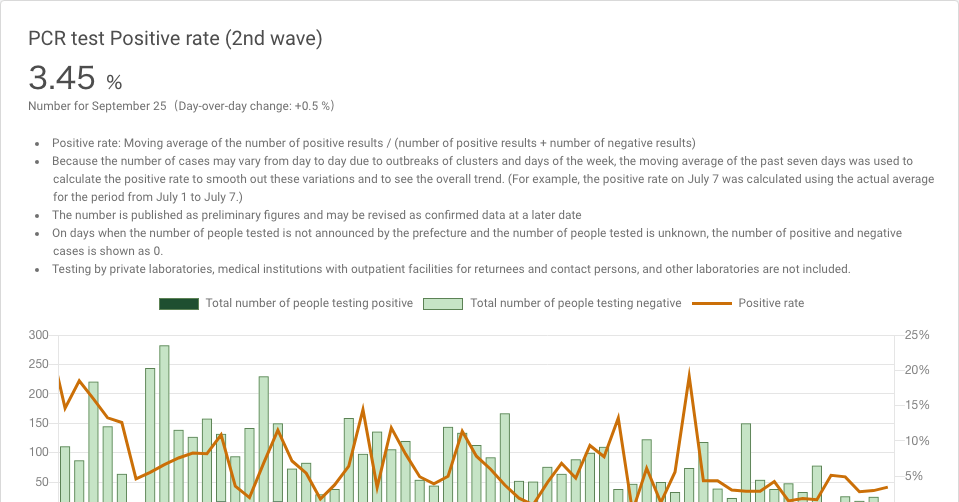 PCR test Positive rate (2nd wave)
3.45 %
Number for September 25（Day-over-day change: +0.5 %）
• Positive rate: Moving average of the number of positive results / (number of positive results + number of negative results)
• Because the number of cases may vary from day to day due to outbreaks of clusters and days of the week, the moving average of the past seven days was used to
calculate the positive rate to smooth out these variations and to see the overall trend. (For example, the positive rate on July 7 was calculated using the actual average
for the period from July 1 to July 7.)
• The number is published as preliminary figures and may be revised as confirmed data at a later date
• On days when the number of people tested is not announced by the prefecture and the number of people tested is unknown, the number of positive and negative
cases is shown as 0.
• Testing by private laboratories, medical institutions with outpatient facilities for returnees and contact persons, and other laboratories are not included.
Total number of people testing positive Total number of people testing negative Positive rate
300 25%
250
20%
200
15%
150
10%
100
50 5%